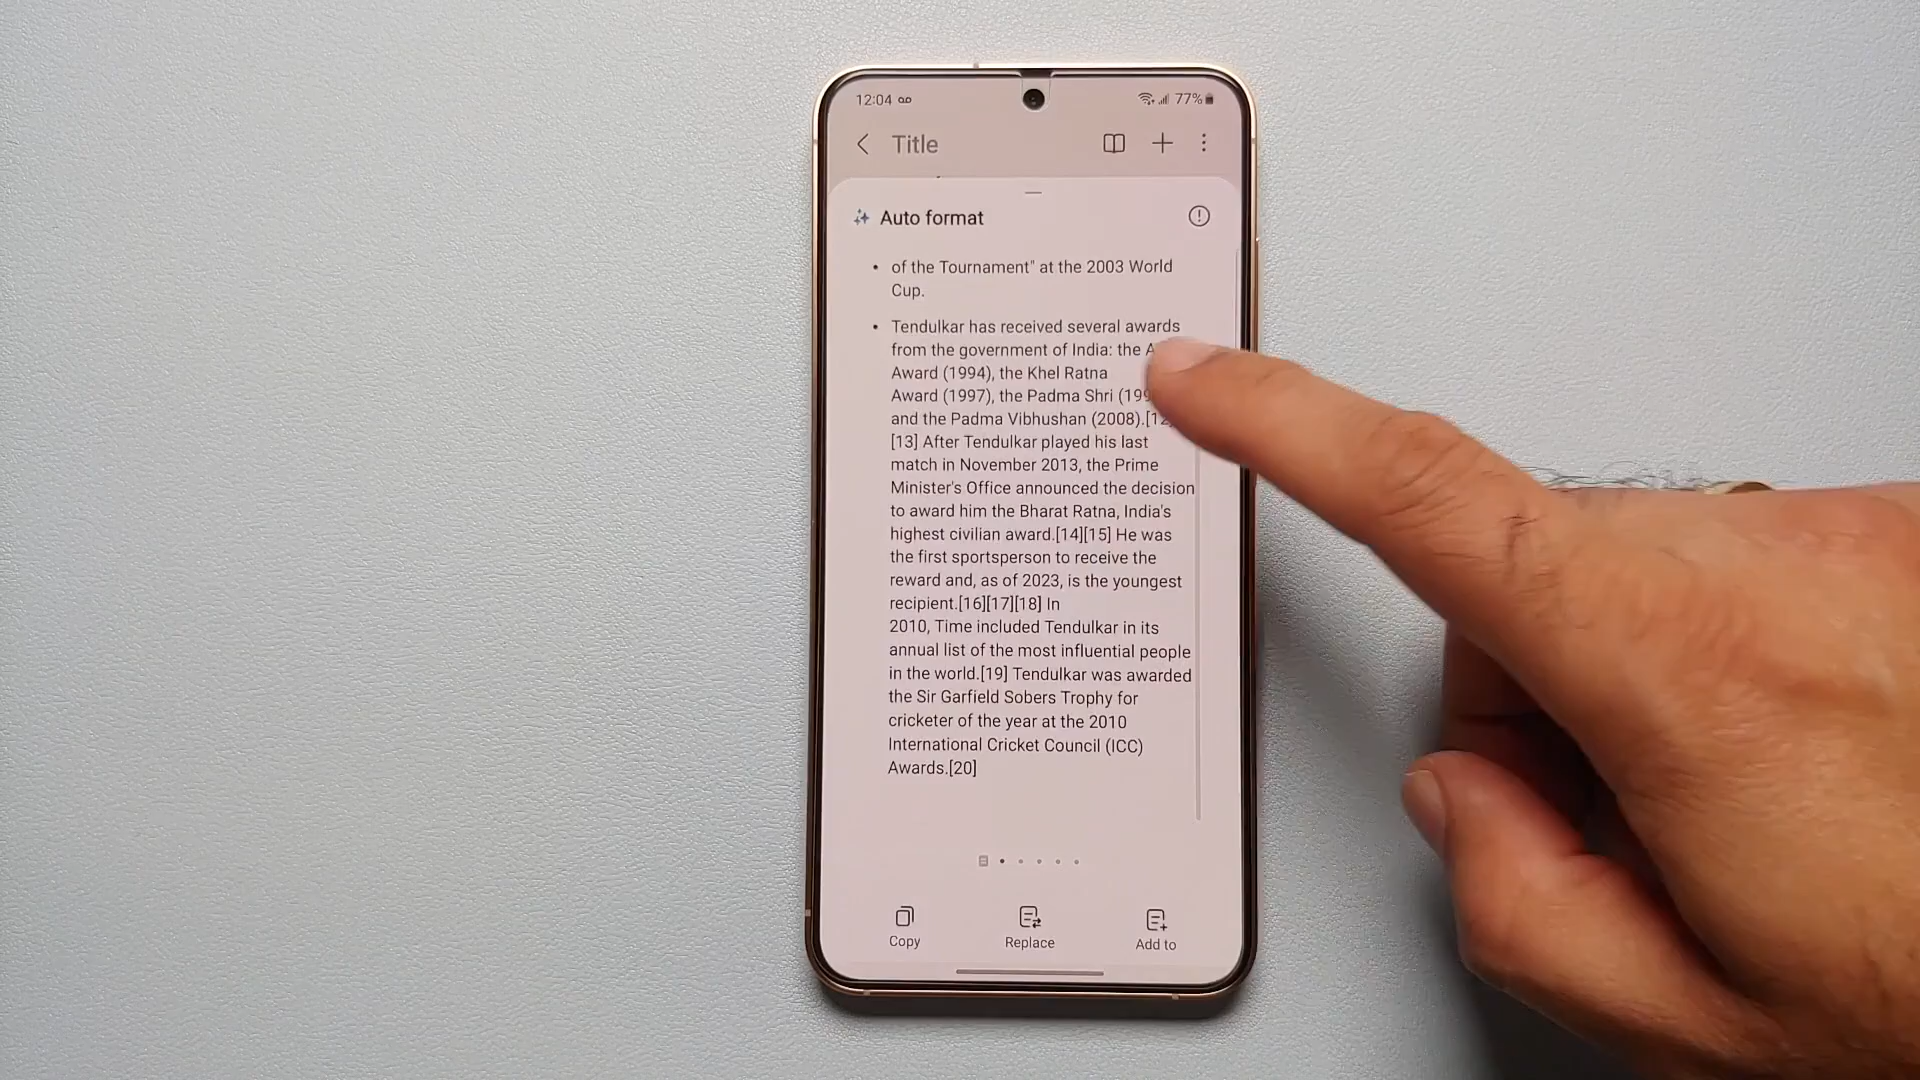 12:04
77%
Title
Auto format
• of the Tournament" at the 2003 World
Cup.
• Tendulkar has received several awards
from the government of India: the
Award (1994), the Khel Ratna
Award (1997), the Padma Shri
and the Padma Vibhushan (2008).[12]
[13] After Tendulkar played his last
match in November 2013, the Prime
Minister's Office announced the decision
to award him the Bharat Ratna, India's
highest civilian award.[14][15] He was
the first sportsperson to receive the
reward and, as of 2023, is the youngest
recipient.[16][17][18] In
2010, Time included Tendulkar in its
annual list of the most influential people
in the world.[19] Tendulkar was awarded
the Sir Garfield Sobers Trophy for
cricketer of the year at the 2010
International Cricket Council (ICC)
Awards.[20]
Copy
Replace
Add to